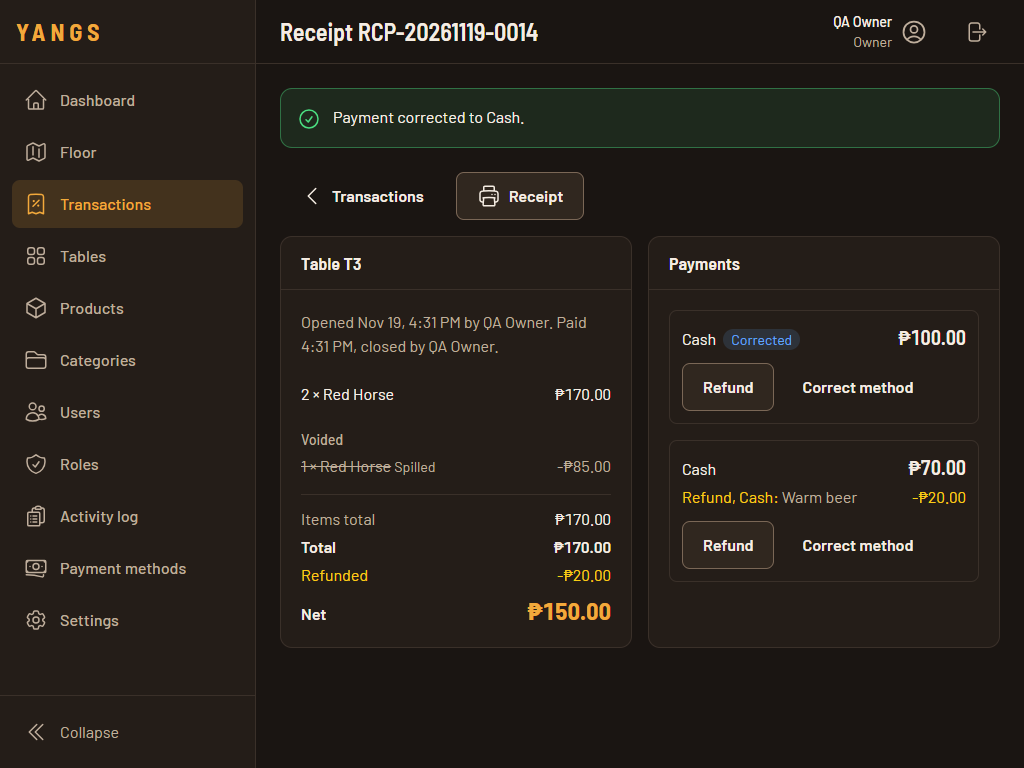 YANGS
Receipt RCP-20261119-0014
QA Owner
Owner
Dashboard
Floor
Transactions
Tables
Products
Categories
Users
Roles
Activity log
Payment methods
Settings
Collapse
Payment corrected to Cash.
Transactions
Receipt
Table T3
Opened Nov 19, 4:31 PM by QA Owner. Paid
4:31 PM, closed by QA Owner.
2 × Red Horse ₱170.00
Voided
1 × Red Horse Spilled -₱85.00
Items total ₱170.00
Total ₱170.00
Refunded -₱20.00
Net ₱150.00
Payments
Cash Corrected ₱100.00
Refund Correct method
Cash ₱70.00
Refund, Cash: Warm beer -₱20.00
Refund Correct method